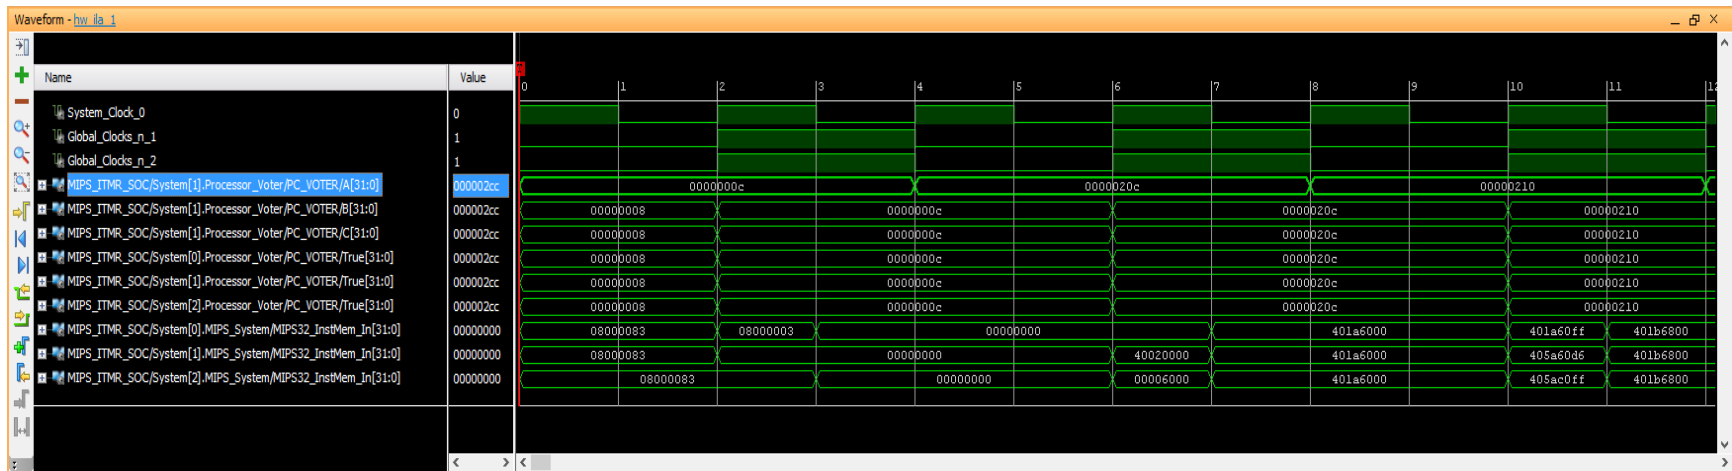 Waveform - hw_ila_1
Name Value
0 1 2 3 4 5 6 7 8 9 10 11 12
System_Clock_0 0
Global_Clocks_n_1 1
Global_Clocks_n_2 1
MIPS_ITMR_SOC/System[1].Processor_Voter/PC_VOTER/A[31:0] 000002cc 0000000c 0000020c 00000210
MIPS_ITMR_SOC/System[1].Processor_Voter/PC_VOTER/B[31:0] 000002cc 00000008 0000000c 0000020c 00000210
MIPS_ITMR_SOC/System[1].Processor_Voter/PC_VOTER/C[31:0] 000002cc 00000008 0000000c 0000020c 00000210
MIPS_ITMR_SOC/System[0].Processor_Voter/PC_VOTER/True[31:0] 000002cc 00000008 0000000c 0000020c 00000210
MIPS_ITMR_SOC/System[1].Processor_Voter/PC_VOTER/True[31:0] 000002cc 00000008 0000000c 0000020c 00000210
MIPS_ITMR_SOC/System[2].Processor_Voter/PC_VOTER/True[31:0] 000002cc 00000008 0000000c 0000020c 00000210
MIPS_ITMR_SOC/System[0].MIPS_System/MIPS32_InstMem_In[31:0] 00000000 08000083 08000003 00000000 401a6000 401a60ff 401b6800
MIPS_ITMR_SOC/System[1].MIPS_System/MIPS32_InstMem_In[31:0] 00000000 08000083 00000000 40020000 401a6000 405a60d6 401b6800
MIPS_ITMR_SOC/System[2].MIPS_System/MIPS32_InstMem_In[31:0] 00000000 08000083 00000000 00006000 401a6000 405ac0ff 401b6800